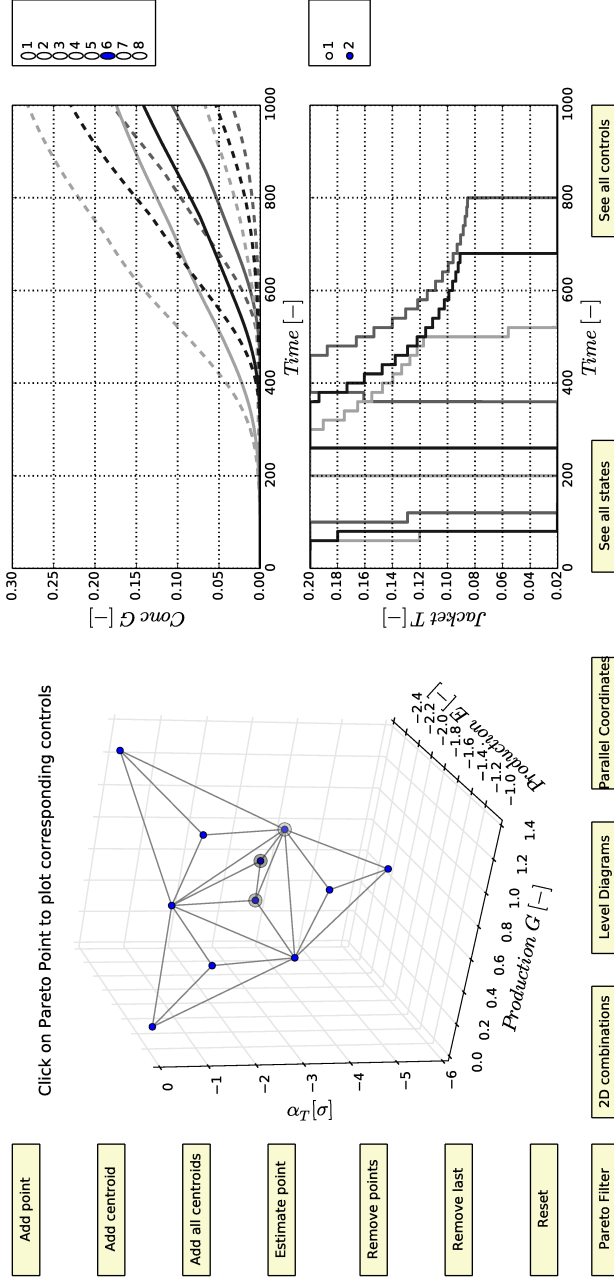 Add point
Add centroid
Add all centroids
Estimate point
Remove points
Remove last
Reset
Pareto Filter
2D combinations
Level Diagrams
Parallel Coordinates
See all states
See all controls
Click on Pareto Point to plot corresponding controls
0
−1
−2
−3
−4
−5
−6
α_T[σ]
0.0 0.2 0.4 0.6 0.8 1.0 1.2 1.4
Production G [−]
−2.4
−2.2
−2.0
−1.8
−1.6
−1.4
−1.2
−1.0
Production E [−]
0.30
0.25
0.20
0.15
0.10
0.05
0.00
Conc G [−]
0 200 400 600 800 1000
Time [−]
1
2
3
4
5
6
7
8
0.20
0.18
0.16
0.14
0.12
0.10
0.08
0.06
0.04
0.02
Jacket T [−]
0 200 400 600 800 1000
Time [−]
1
2